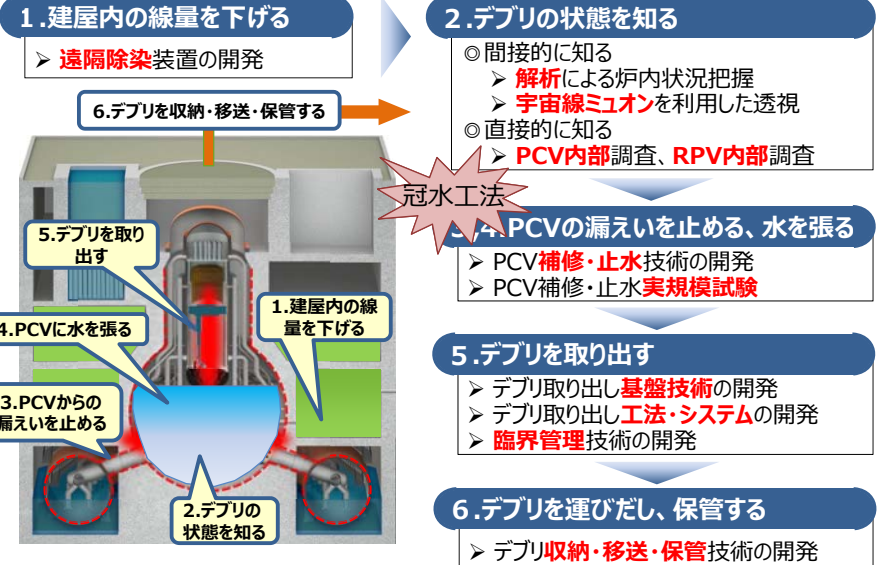 1.建屋内の線量を下げる
➢ 遠隔除染装置の開発
2.デブリの状態を知る
◎間接的に知る
➢ 解析による炉内状況把握
➢ 宇宙線ミュオンを利用した透視
◎直接的に知る
➢ PCV内部調査、RPV内部調査
冠水工法
3,4.PCVの漏えいを止める、水を張る
➢ PCV補修・止水技術の開発
➢ PCV補修・止水実規模試験
5.デブリを取り出す
➢ デブリ取り出し基盤技術の開発
➢ デブリ取り出し工法・システムの開発
➢ 臨界管理技術の開発
6.デブリを運びだし、保管する
➢ デブリ収納・移送・保管技術の開発
6.デブリを収納・移送・保管する
5.デブリを取り
出す
1.建屋内の線
量を下げる
4.PCVに水を張る
3.PCVからの
漏えいを止める
2.デブリの
状態を知る